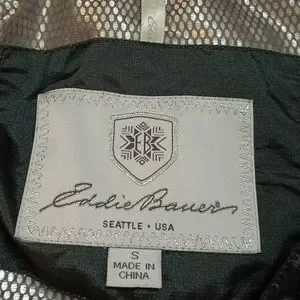 EB
Eddie Bauer
SEATTLE • USA
S
MADE IN
CHINA